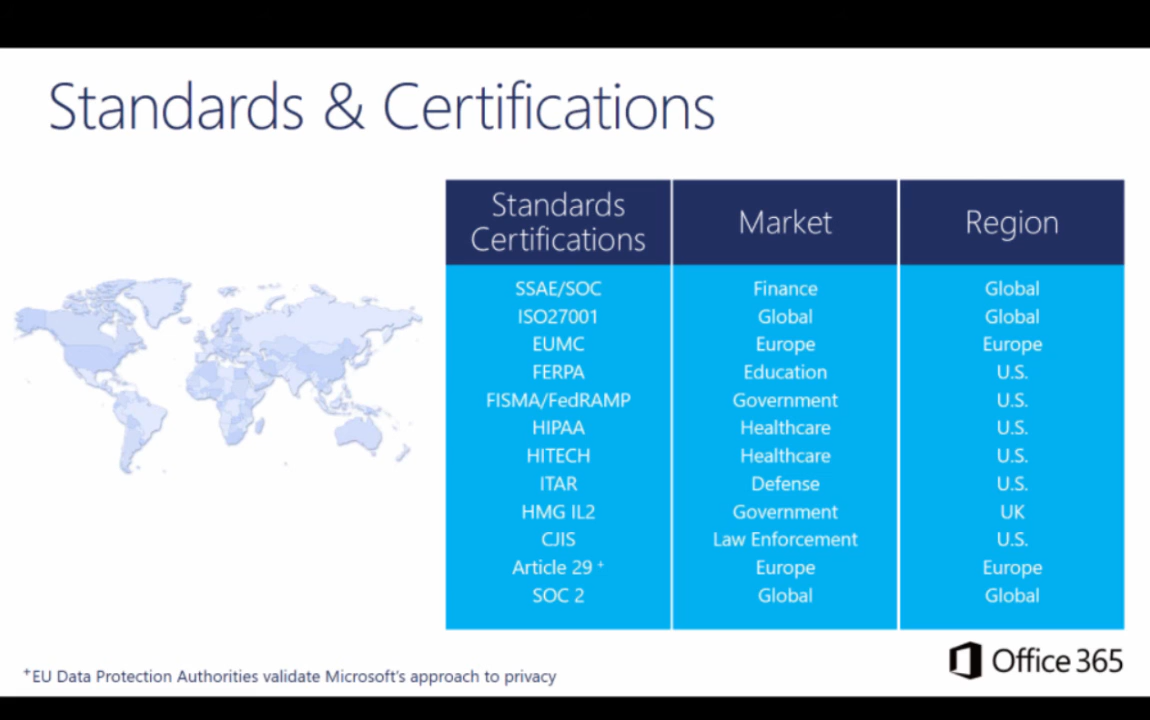 Standards & Certifications
Standards Certifications Market Region
SSAE/SOC Finance Global
ISO27001 Global Global
EUMC Europe Europe
FERPA Education U.S.
FISMA/FedRAMP Government U.S.
HIPAA Healthcare U.S.
HITECH Healthcare U.S.
ITAR Defense U.S.
HMG IL2 Government UK
CJIS Law Enforcement U.S.
Article 29 + Europe Europe
SOC 2 Global Global
Office 365
+EU Data Protection Authorities validate Microsoft's approach to privacy